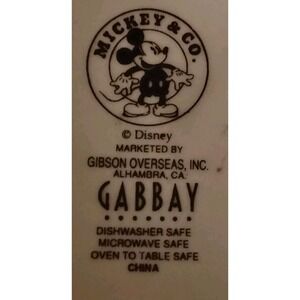 MICKEY & CO.
© Disney
MARKETED BY
GIBSON OVERSEAS, INC.
ALHAMBRA, CA.
GABBAY
DISHWASHER SAFE
MICROWAVE SAFE
OVEN TO TABLE SAFE
CHINA